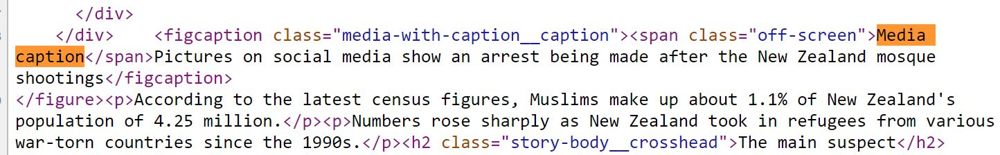 </div>
</div>    <figcaption class="media-with-caption__caption"><span class="off-screen">Media
caption</span>Pictures on social media show an arrest being made after the New Zealand mosque
shootings</figcaption>
</figure><p>According to the latest census figures, Muslims make up about 1.1% of New Zealand's
population of 4.25 million.</p><p>Numbers rose sharply as New Zealand took in refugees from various
war-torn countries since the 1990s.</p><h2 class="story-body__crosshead">The main suspect</h2>